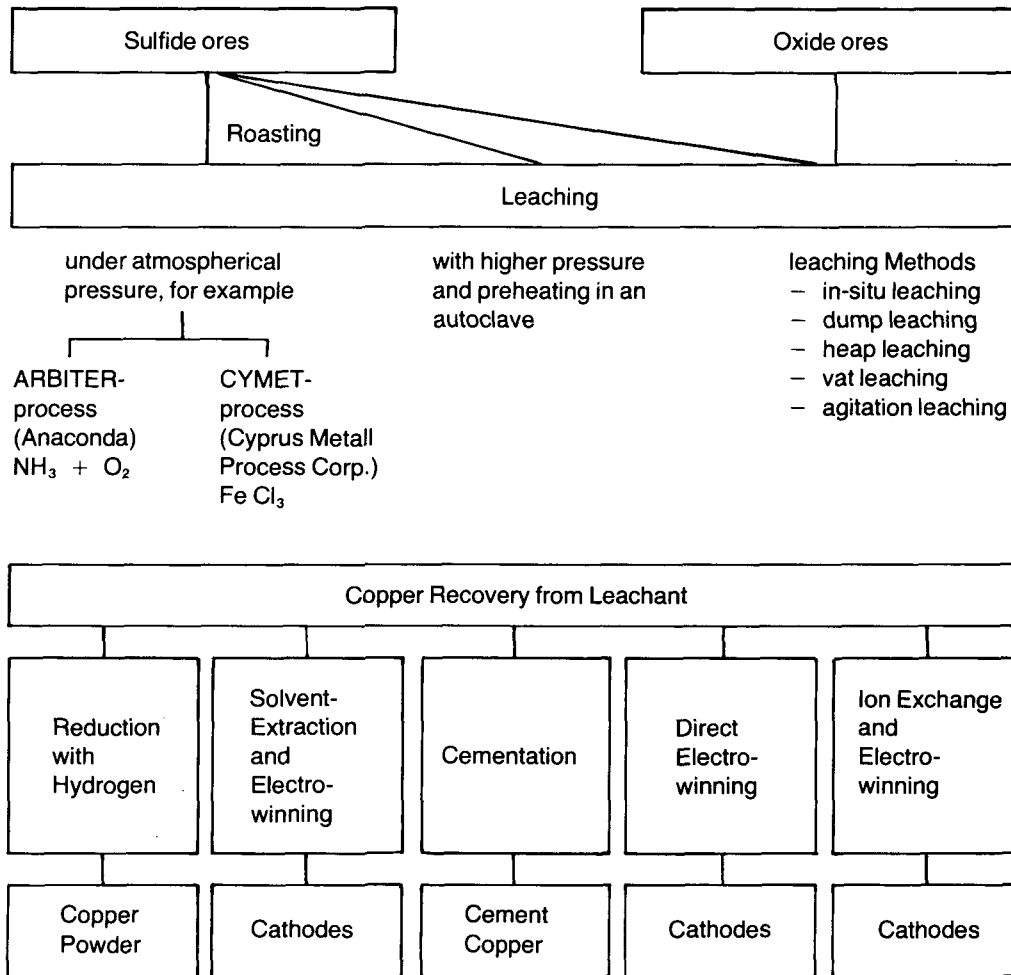 Sulfide ores
Oxide ores
Roasting
Leaching
under atmospherical
pressure, for example
ARBITER-
process
(Anaconda)
NH₃ + O₂
CYMET-
process
(Cyprus Metall
Process Corp.)
Fe Cl₃
with higher pressure
and preheating in an
autoclave
leaching Methods
– in-situ leaching
– dump leaching
– heap leaching
– vat leaching
– agitation leaching
Copper Recovery from Leachant
Reduction
with
Hydrogen
Solvent-
Extraction
and
Electro-
winning
Cementation
Direct
Electro-
winning
Ion Exchange
and
Electro-
winning
Copper
Powder
Cathodes
Cement
Copper
Cathodes
Cathodes